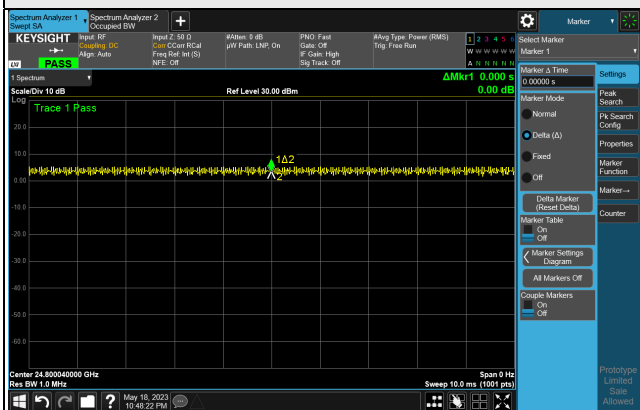 Spectrum Analyzer 1
Swept SA
Spectrum Analyzer 2
Occupied BW
+
Marker
KEYSIGHT
Input: RF
Coupling: DC
Align: Auto
Input Z: 50 Ω
Corr CCorr RCal
Freq Ref: Int (S)
NFE: Off
#Atten: 0 dB
µW Path: LNP, On
PNO: Fast
Gate: Off
IF Gain: High
Sig Track: Off
#Avg Type: Power (RMS)
Trig: Free Run
1 2 3 4 5 6
W W W W W W
A N N N N N
LXI
PASS
Select Marker
Marker 1
1 Spectrum
ΔMkr1 0.000 s
0.00 dB
Scale/Div 10 dB
Ref Level 30.00 dBm
Log
Trace 1 Pass
20.0
10.0
0.00
-10.0
-20.0
-30.0
-40.0
-50.0
-60.0
1Δ2
2
Center 24.800040000 GHz
Res BW 1.0 MHz
Span 0 Hz
Sweep 10.0 ms (1001 pts)
Marker Δ Time
0.00000 s
Marker Mode
Normal
Delta (Δ)
Fixed
Off
Delta Marker
(Reset Delta)
Marker Table
On
Off
Marker Settings
Diagram
All Markers Off
Couple Markers
On
Off
Settings
Peak
Search
Pk Search
Config
Properties
Marker
Function
Marker→
Counter
Prototype
Limited
Sale
Allowed
?
May 18, 2023
10:48:22 PM